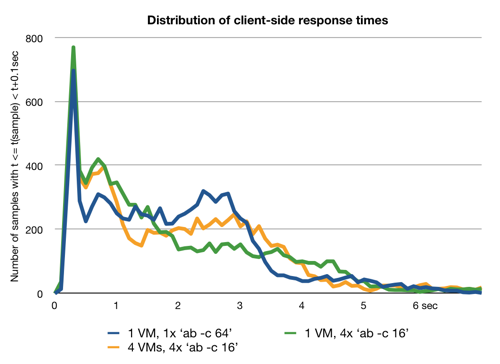 Distribution of client-side response times
Number of samples with t <= t(sample) < t+0.1sec
800
600
400
200
0
0 1 2 3 4 5 6 sec
1 VM, 1x ‘ab -c 64’ 1 VM, 4x ‘ab -c 16’
4 VMs, 4x ‘ab -c 16’